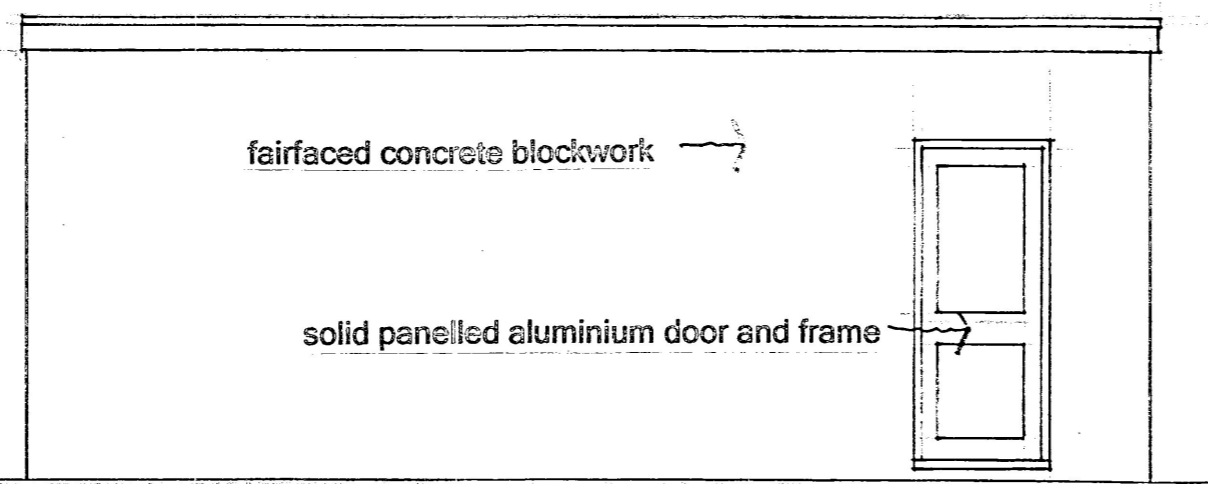 fairfaced concrete blockwork
solid panelled aluminium door and frame